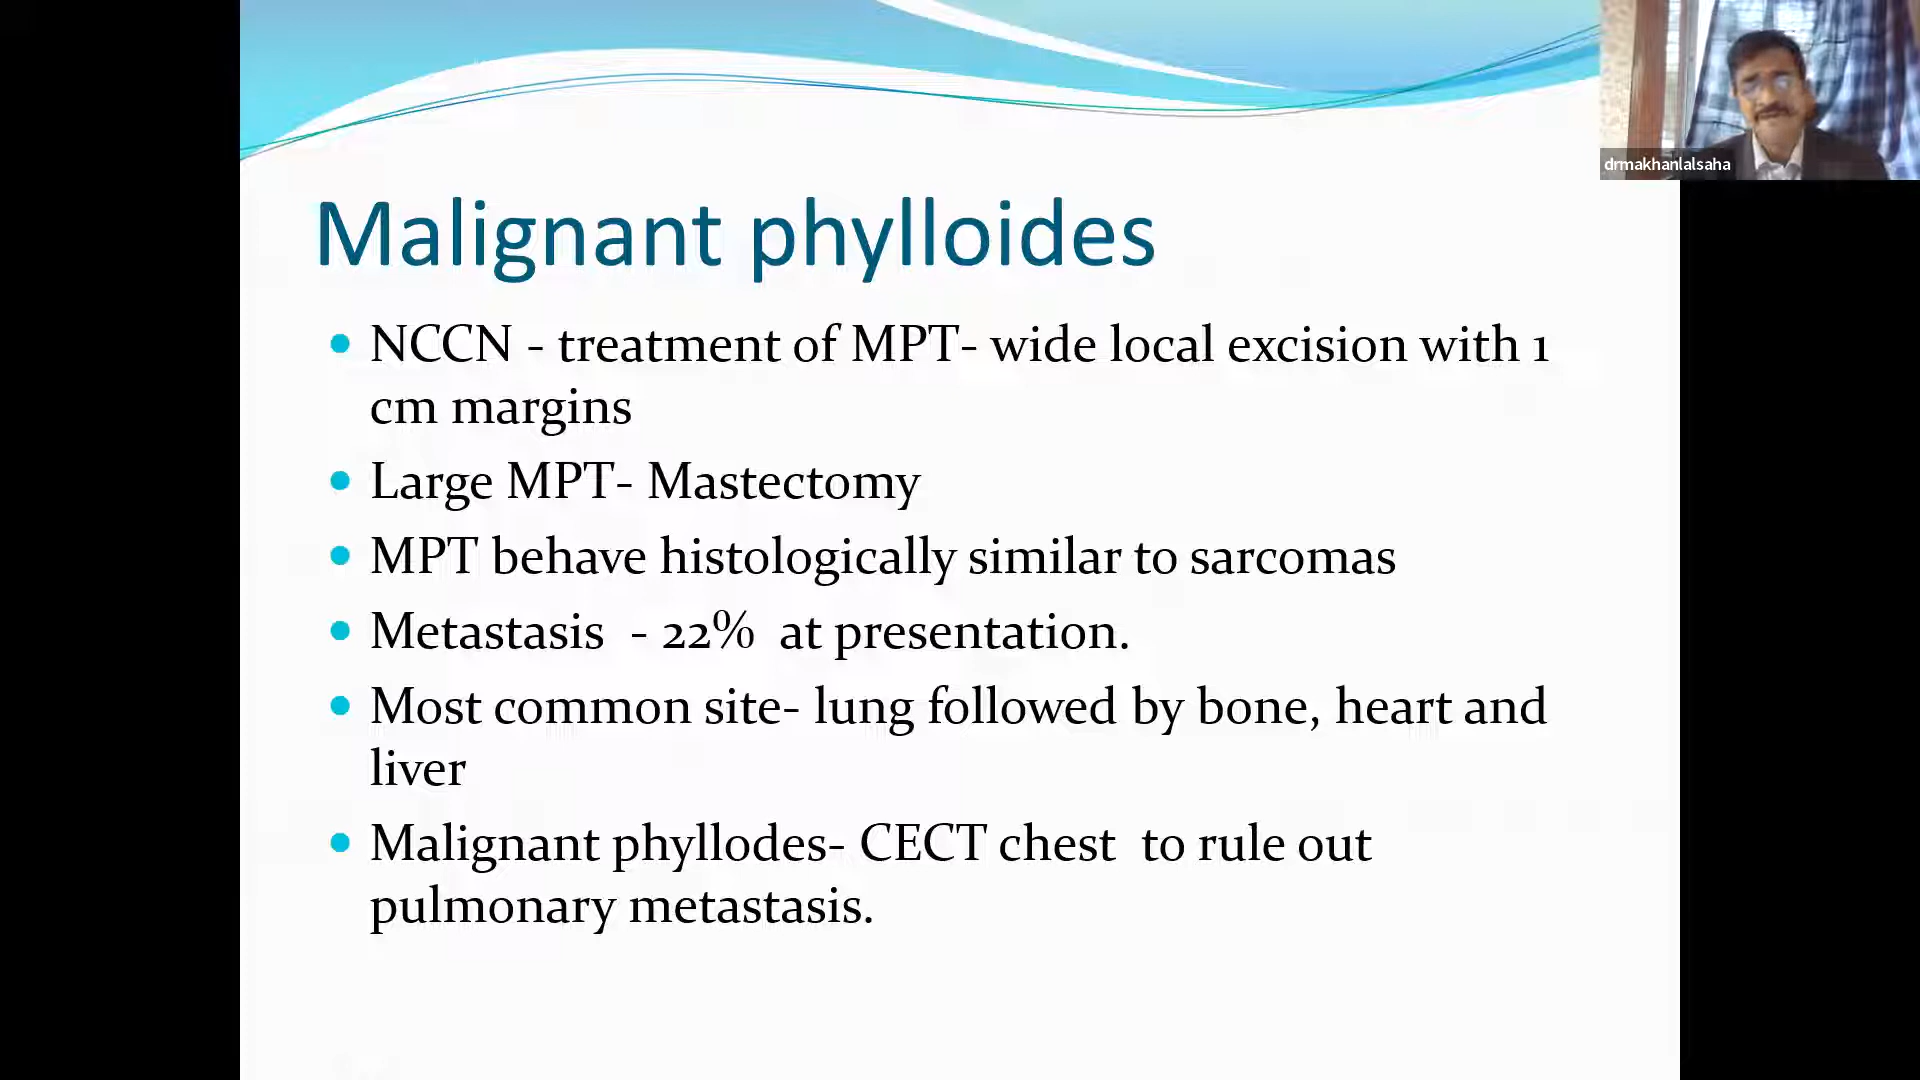 drmakhanlalsaha
Malignant phylloides
• NCCN - treatment of MPT- wide local excision with 1
cm margins
• Large MPT- Mastectomy
• MPT behave histologically similar to sarcomas
• Metastasis - 22% at presentation.
• Most common site- lung followed by bone, heart and
liver
• Malignant phyllodes- CECT chest to rule out
pulmonary metastasis.